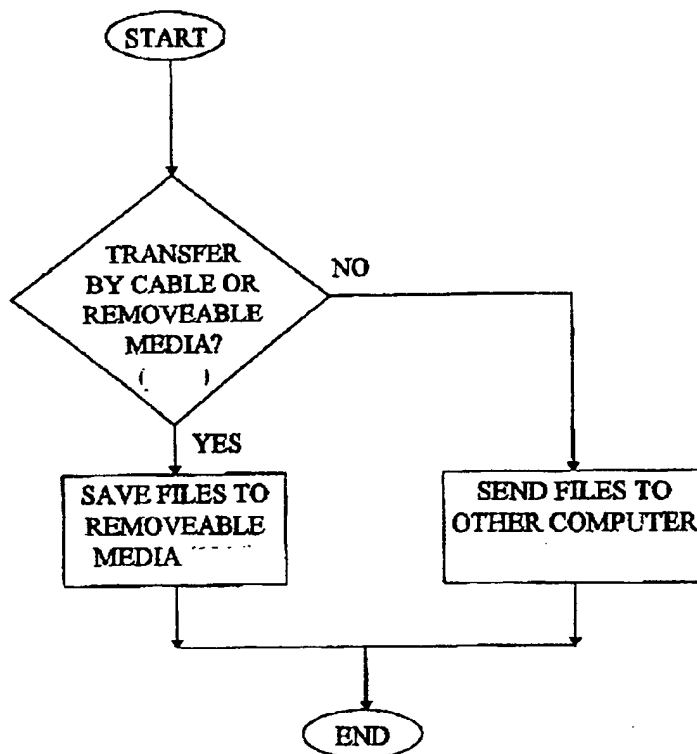 START
TRANSFER
BY CABLE OR
REMOVEABLE
MEDIA?
( )
NO
YES
SAVE FILES TO
REMOVEABLE
MEDIA
SEND FILES TO
OTHER COMPUTER
END